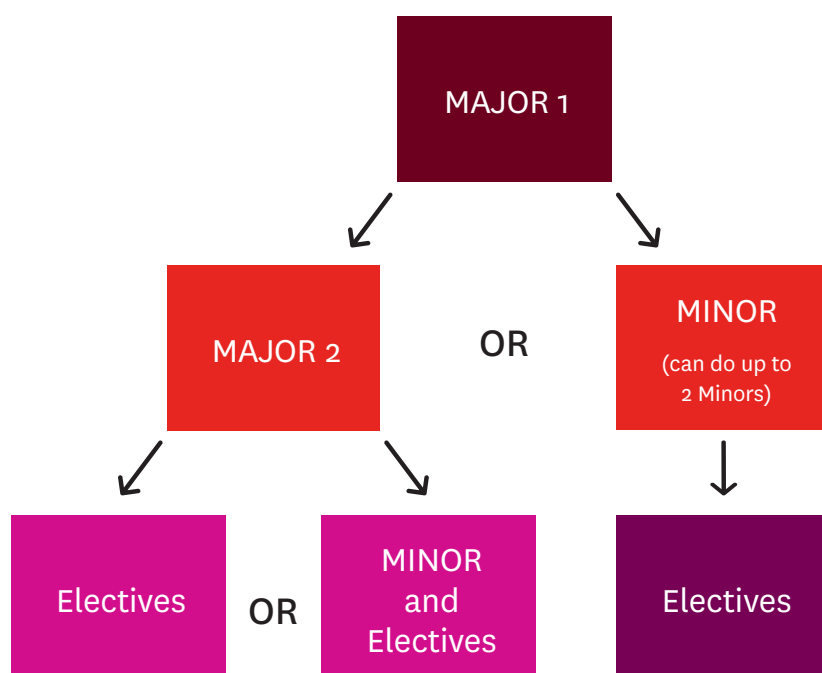 MAJOR 1
MAJOR 2
OR
MINOR
(can do up to
2 Minors)
Electives
OR
MINOR
and
Electives
Electives